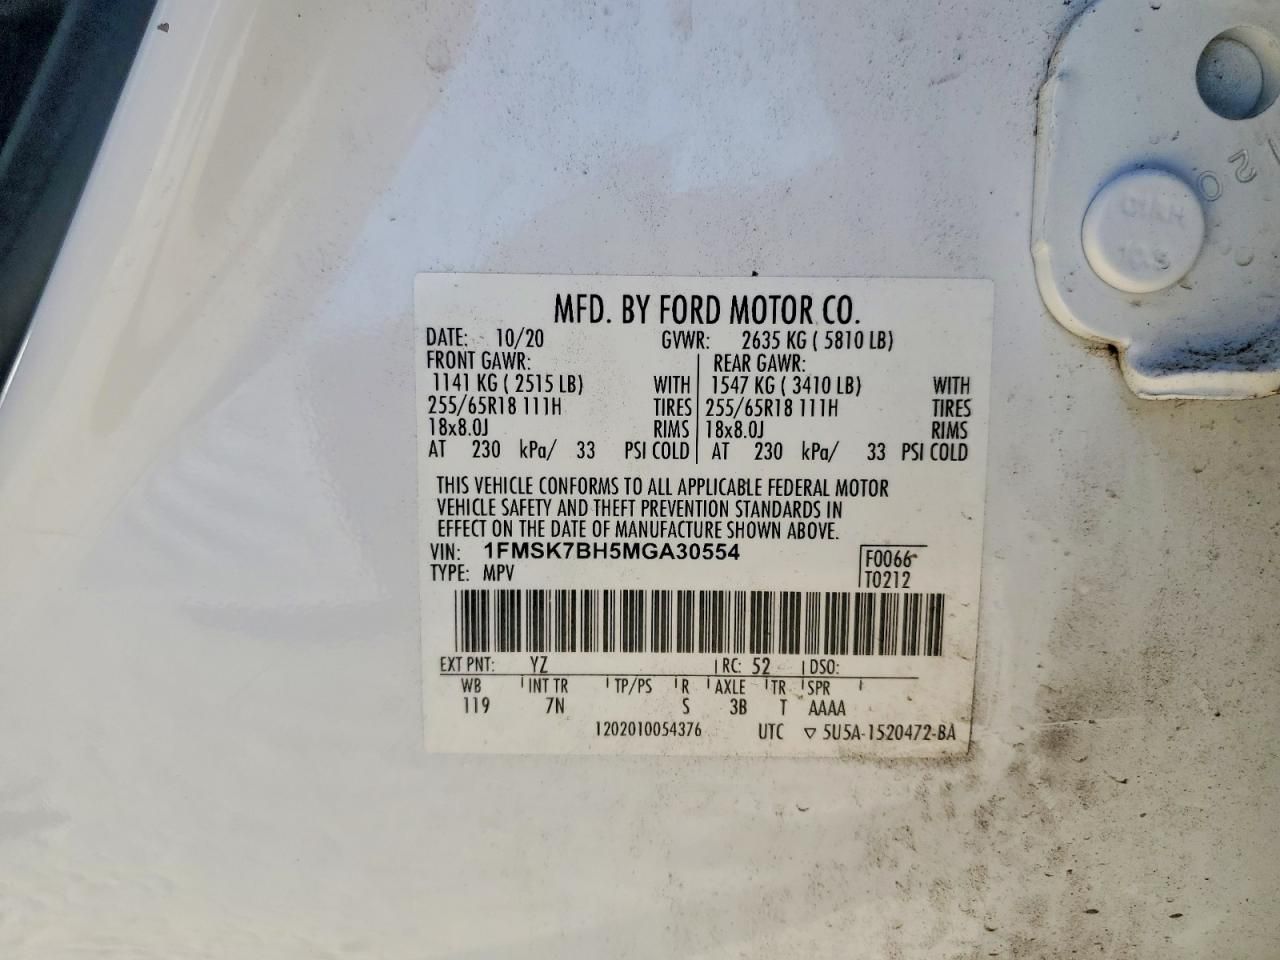 MFD. BY FORD MOTOR CO.
DATE: 10/20 GVWR: 2635 KG ( 5810 LB)
FRONT GAWR: REAR GAWR:
1141 KG ( 2515 LB) WITH 1547 KG ( 3410 LB) WITH
255/65R18 111H TIRES 255/65R18 111H TIRES
18x8.0J RIMS 18x8.0J RIMS
AT 230 kPa/ 33 PSI COLD AT 230 kPa/ 33 PSI COLD
THIS VEHICLE CONFORMS TO ALL APPLICABLE FEDERAL MOTOR
VEHICLE SAFETY AND THEFT PREVENTION STANDARDS IN
EFFECT ON THE DATE OF MANUFACTURE SHOWN ABOVE.
VIN: 1FMSK7BH5MGA30554 F0066
TYPE: MPV T0212
EXT PNT: YZ RC: 52 DSO:
WB INT TR TP/PS R AXLE TR SPR
119 7N S 3B T AAAA
1202010054376 UTC ▽ 5U5A-1520472-BA
20